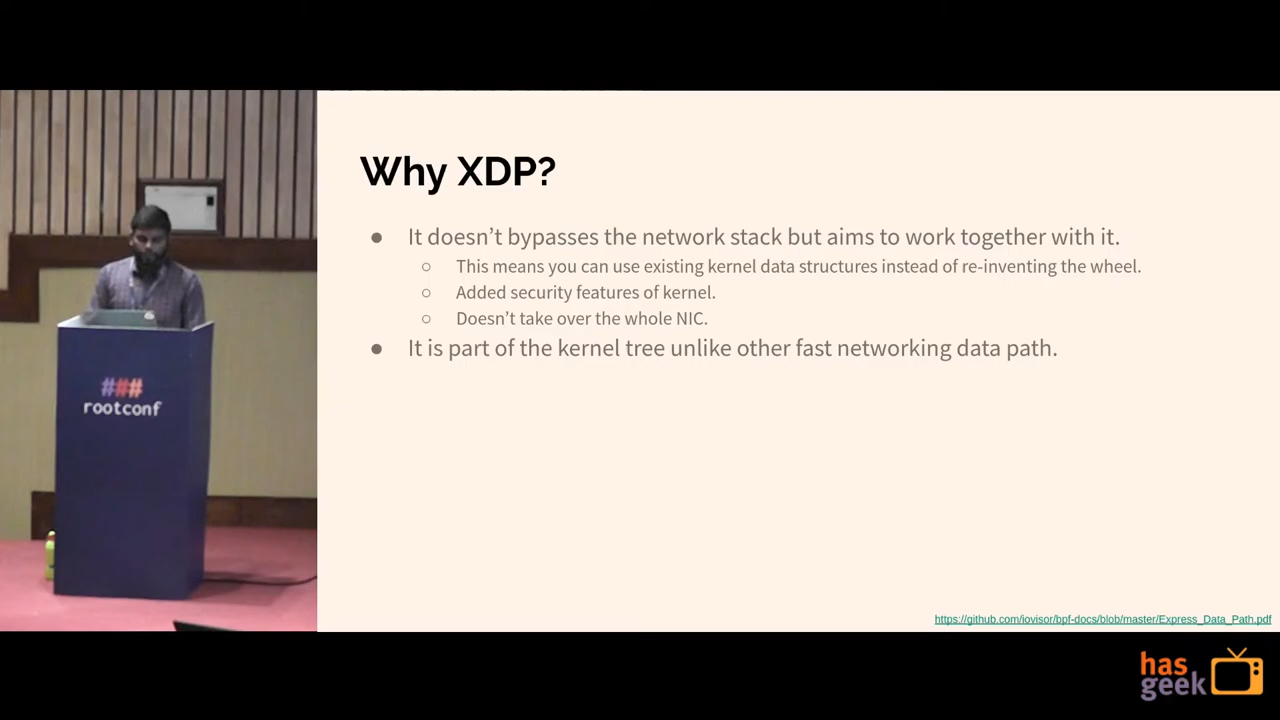 Why XDP?
● It doesn’t bypasses the network stack but aims to work together with it.
○ This means you can use existing kernel data structures instead of re-inventing the wheel.
○ Added security features of kernel.
○ Doesn’t take over the whole NIC.
● It is part of the kernel tree unlike other fast networking data path.
###
rootconf
https://github.com/iovisor/bpf-docs/blob/master/Express_Data_Path.pdf
has
geek